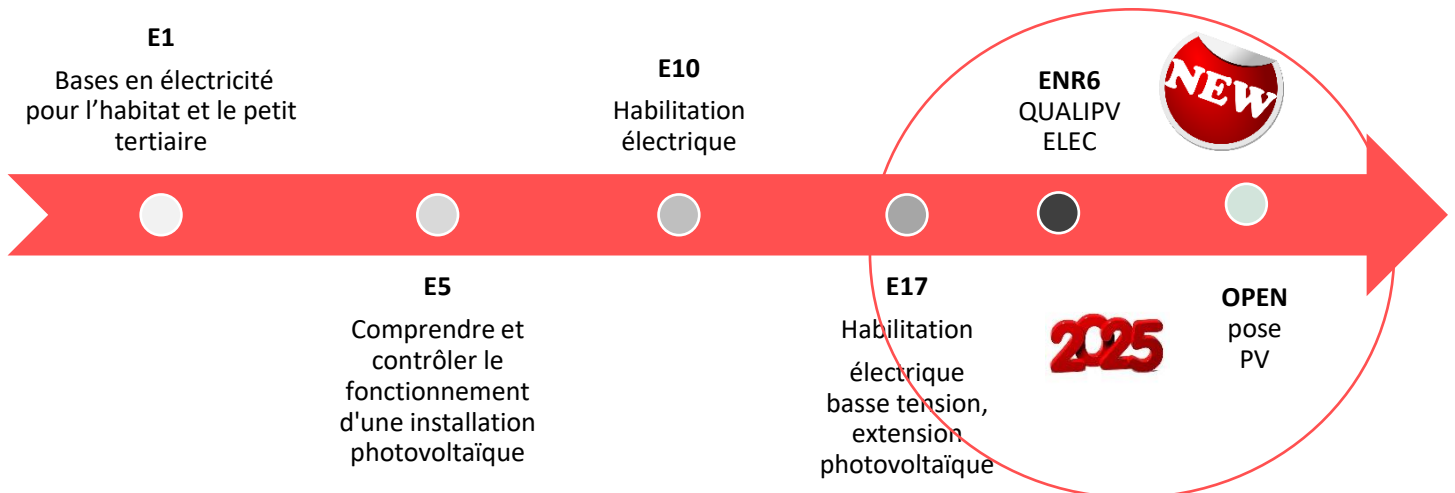 E1
Bases en électricité
pour l’habitat et le petit
tertiaire
E5
Comprendre et
contrôler le
fonctionnement
d'une installation
photovoltaïque
E10
Habilitation
électrique
E17
Habilitation
électrique
basse tension,
extension
photovoltaïque
ENR6
QUALIPV
ELEC
NEW
2025
OPEN
pose
PV